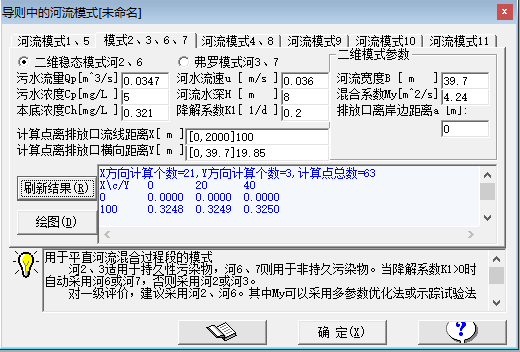 导则中的河流模式[未命名]
河流模式1、5 模式2、3、6、7 河流模式4、8 河流模式9 河流模式10 河流模式11
二维稳态模式河2、6 弗罗模式河3、7 二维模式参数
污水流量Qp[m^3/s] 0.0347 河水流速u [ m/s ] 0.036 河流宽度B [ m ] 39.7
污水浓度Cp[mg/L ] 5 河流水深H [ m ] 8 混合系数My[m^2/s] 4.24
本底浓度Ch[mg/L ] 0.321 降解系数K1[ 1/d ] 0.2 排放口离岸边距离a [m]:
0
计算点离排放口流线距离X[ m ] [0,2000]100
计算点离排放口横向距离Y[ m ] [0,39.7]19.85
刷新结果(R)
绘图(D)
X方向计算个数=21,Y方向计算个数=3,计算点总数=63
X\c/Y 0 20 40
0 0.0000 0.0000 0.0000
100 0.3248 0.3249 0.3250
用于平直河流混合过程段的模式
河2、3适用于持久性污染物，河6、7则用于非持久污染物。当降解系数K1>0时
自动采用河6或河7，否则采用河2或河3。
对一级评价，建议采用河2、河6。其中My可以采用多参数优化法或示踪试验法
确 定(X)
?